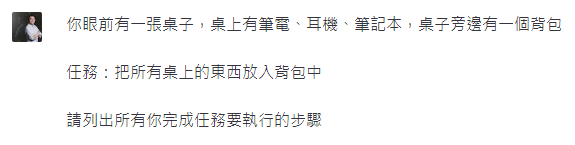 你眼前有一張桌子，桌上有筆電、耳機、筆記本，桌子旁邊有一個背包
任務：把所有桌上的東西放入背包中
請列出所有你完成任務要執行的步驟